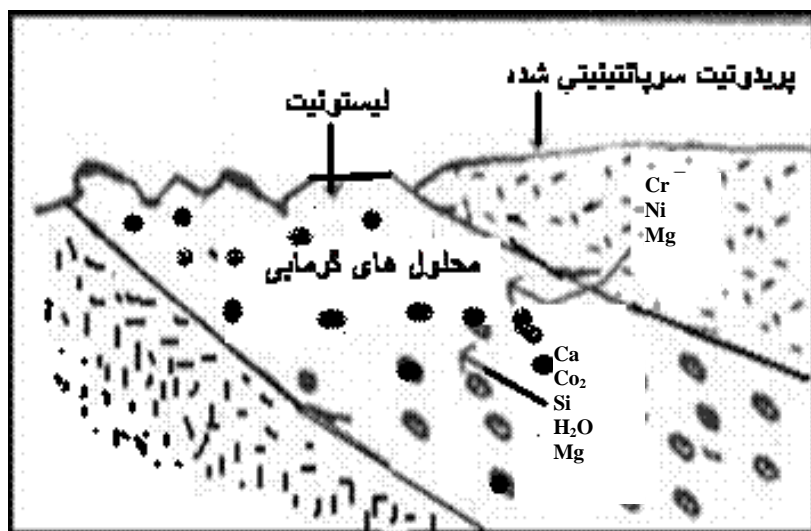 پریدوتیت سرپانتینیتی شده
لیستونیت
Cr
Ni
Mg
محلول های گرمابی
Ca
Co₂
Si
H₂O
Mg